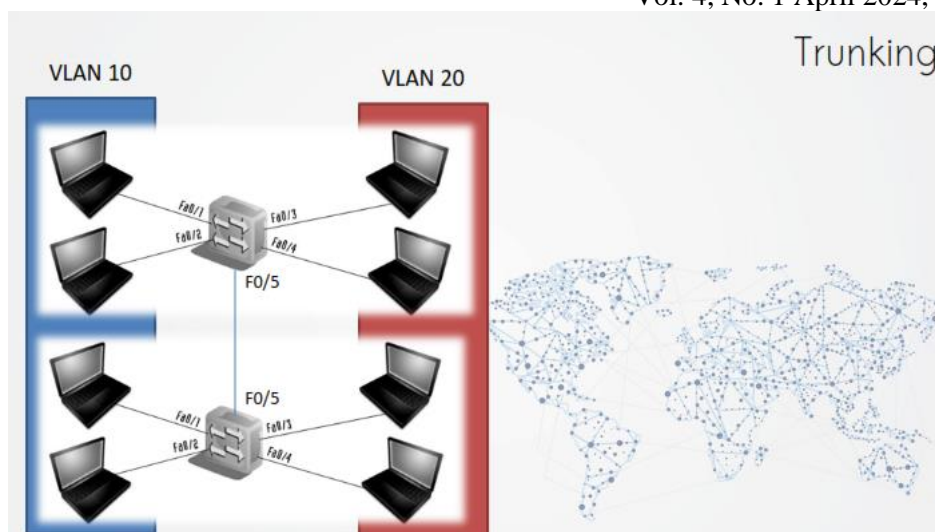 Vol. 4, No. 1 April 2024,
Trunking
VLAN 10
VLAN 20
Fa0/1
Fa0/3
Fa0/2
Fa0/4
F0/5
F0/5
Fa0/1
Fa0/3
Fa0/2
Fa0/4